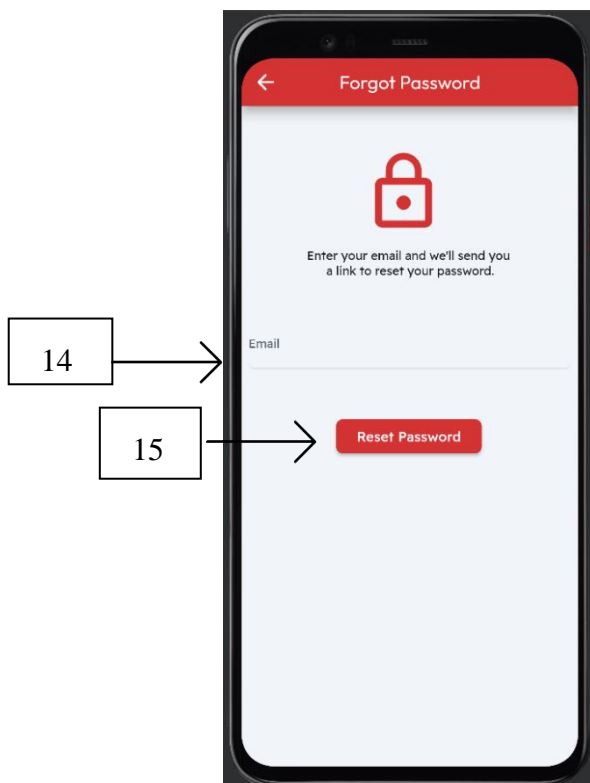 Forgot Password
Enter your email and we'll send you
a link to reset your password.
14
Email
15
Reset Password